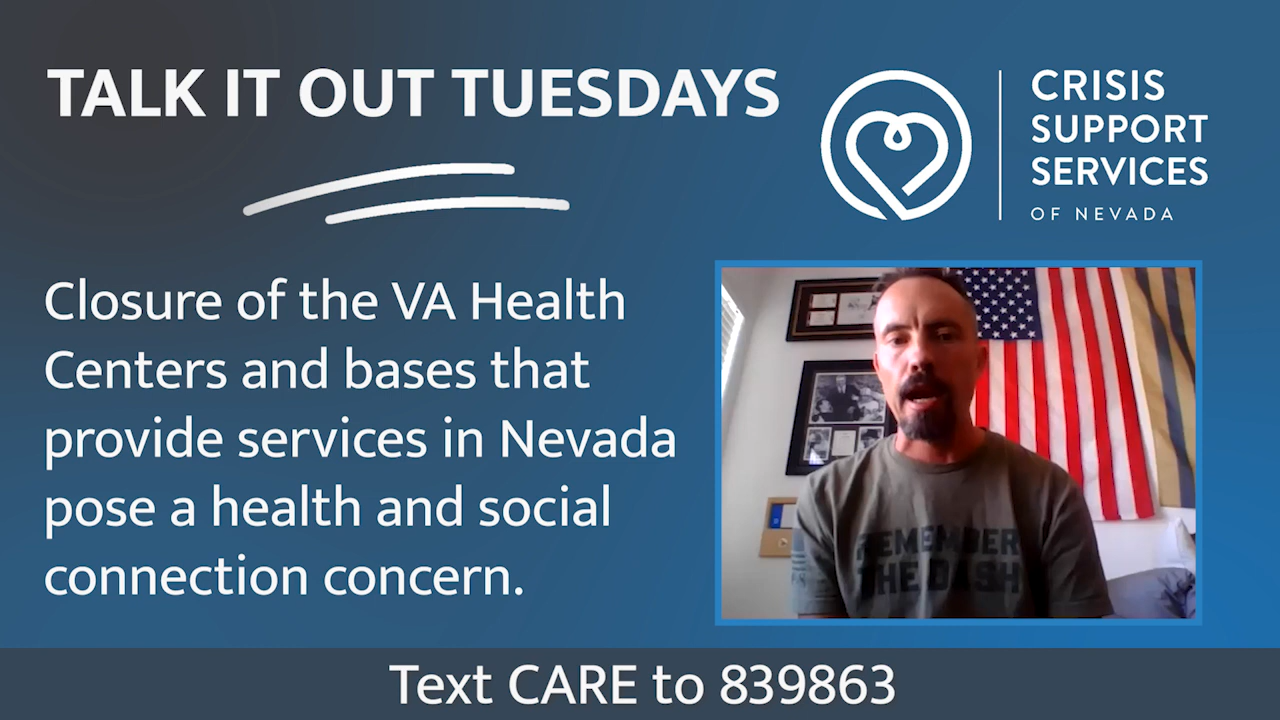 TALK IT OUT TUESDAYS
CRISIS
SUPPORT
SERVICES
OF NEVADA
Closure of the VA Health
Centers and bases that
provide services in Nevada
pose a health and social
connection concern.
REMEMBER
THE DASH
Text CARE to 839863